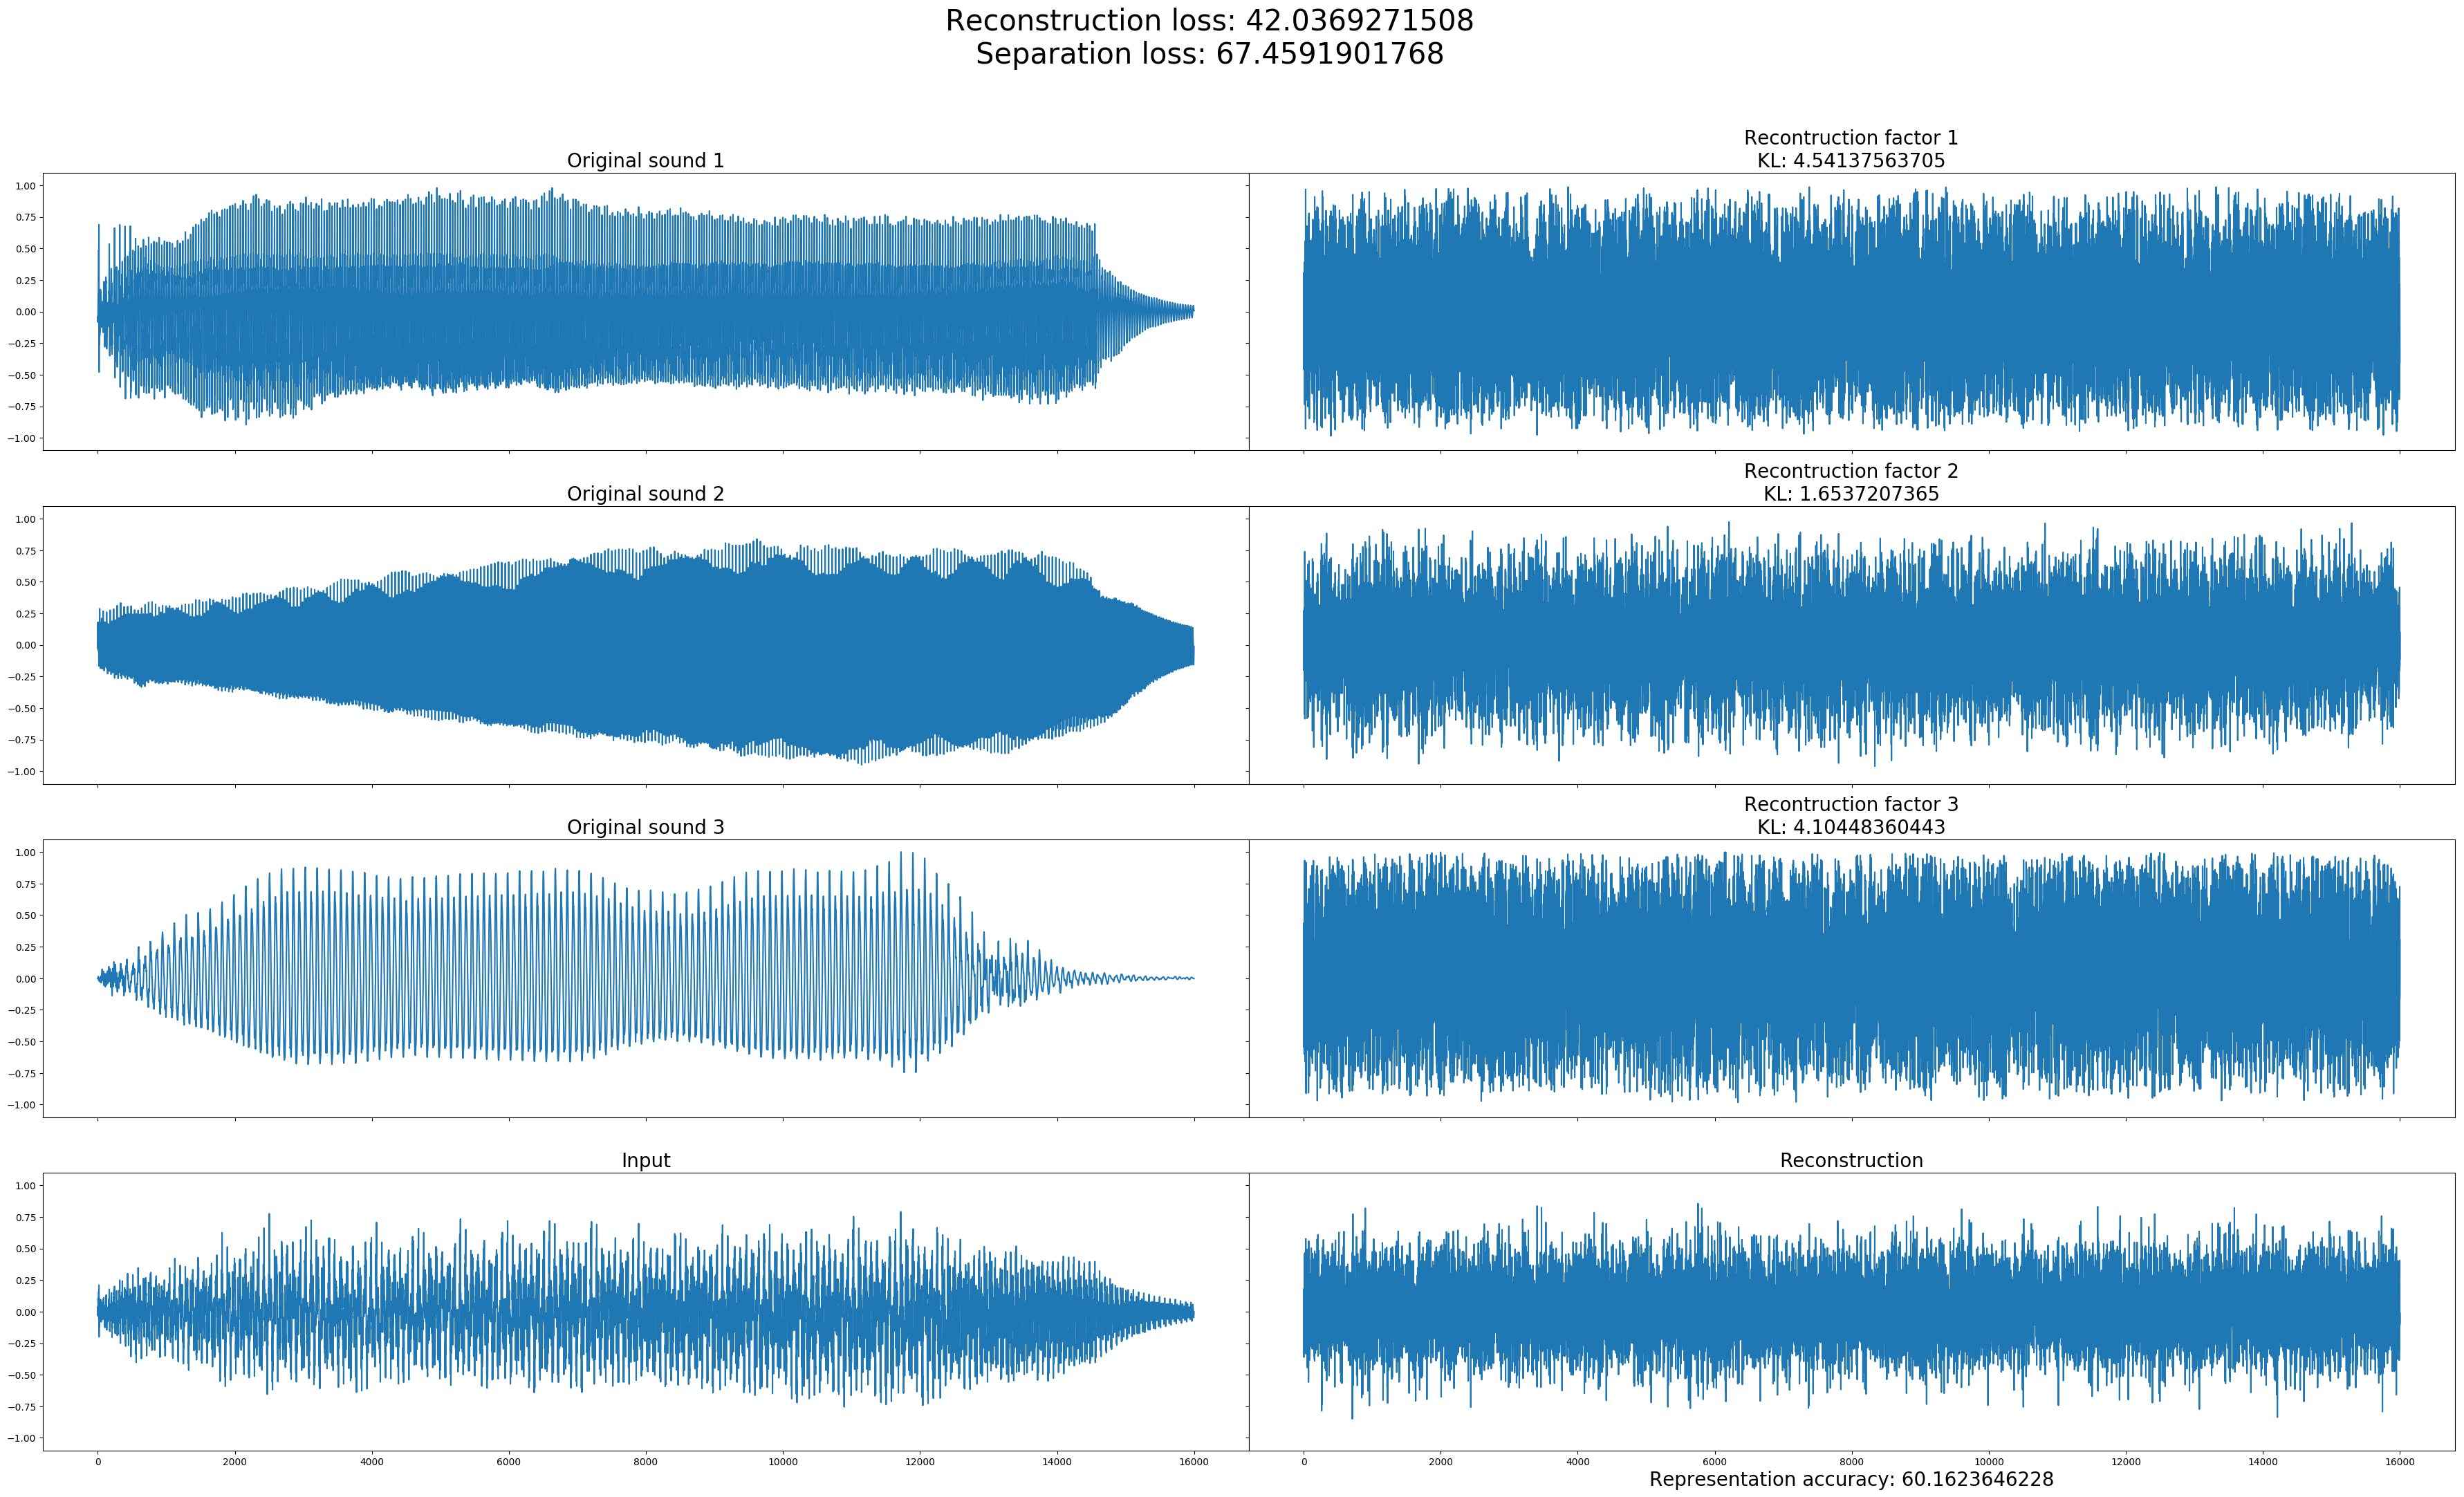 Reconstruction loss: 42.0369271508
Separation loss: 67.4591901768
Original sound 1
Recontruction factor 1
KL: 4.54137563705
1.00
0.75
0.50
0.25
0.00
−0.25
−0.50
−0.75
−1.00
Original sound 2
Recontruction factor 2
KL: 1.6537207365
1.00
0.75
0.50
0.25
0.00
−0.25
−0.50
−0.75
−1.00
Original sound 3
Recontruction factor 3
KL: 4.10448360443
1.00
0.75
0.50
0.25
0.00
−0.25
−0.50
−0.75
−1.00
Input
Reconstruction
1.00
0.75
0.50
0.25
0.00
−0.25
−0.50
−0.75
−1.00
0 2000 4000 6000 8000 10000 12000 14000 16000
0 2000 4000 6000 8000 10000 12000 14000 16000
Representation accuracy: 60.1623646228